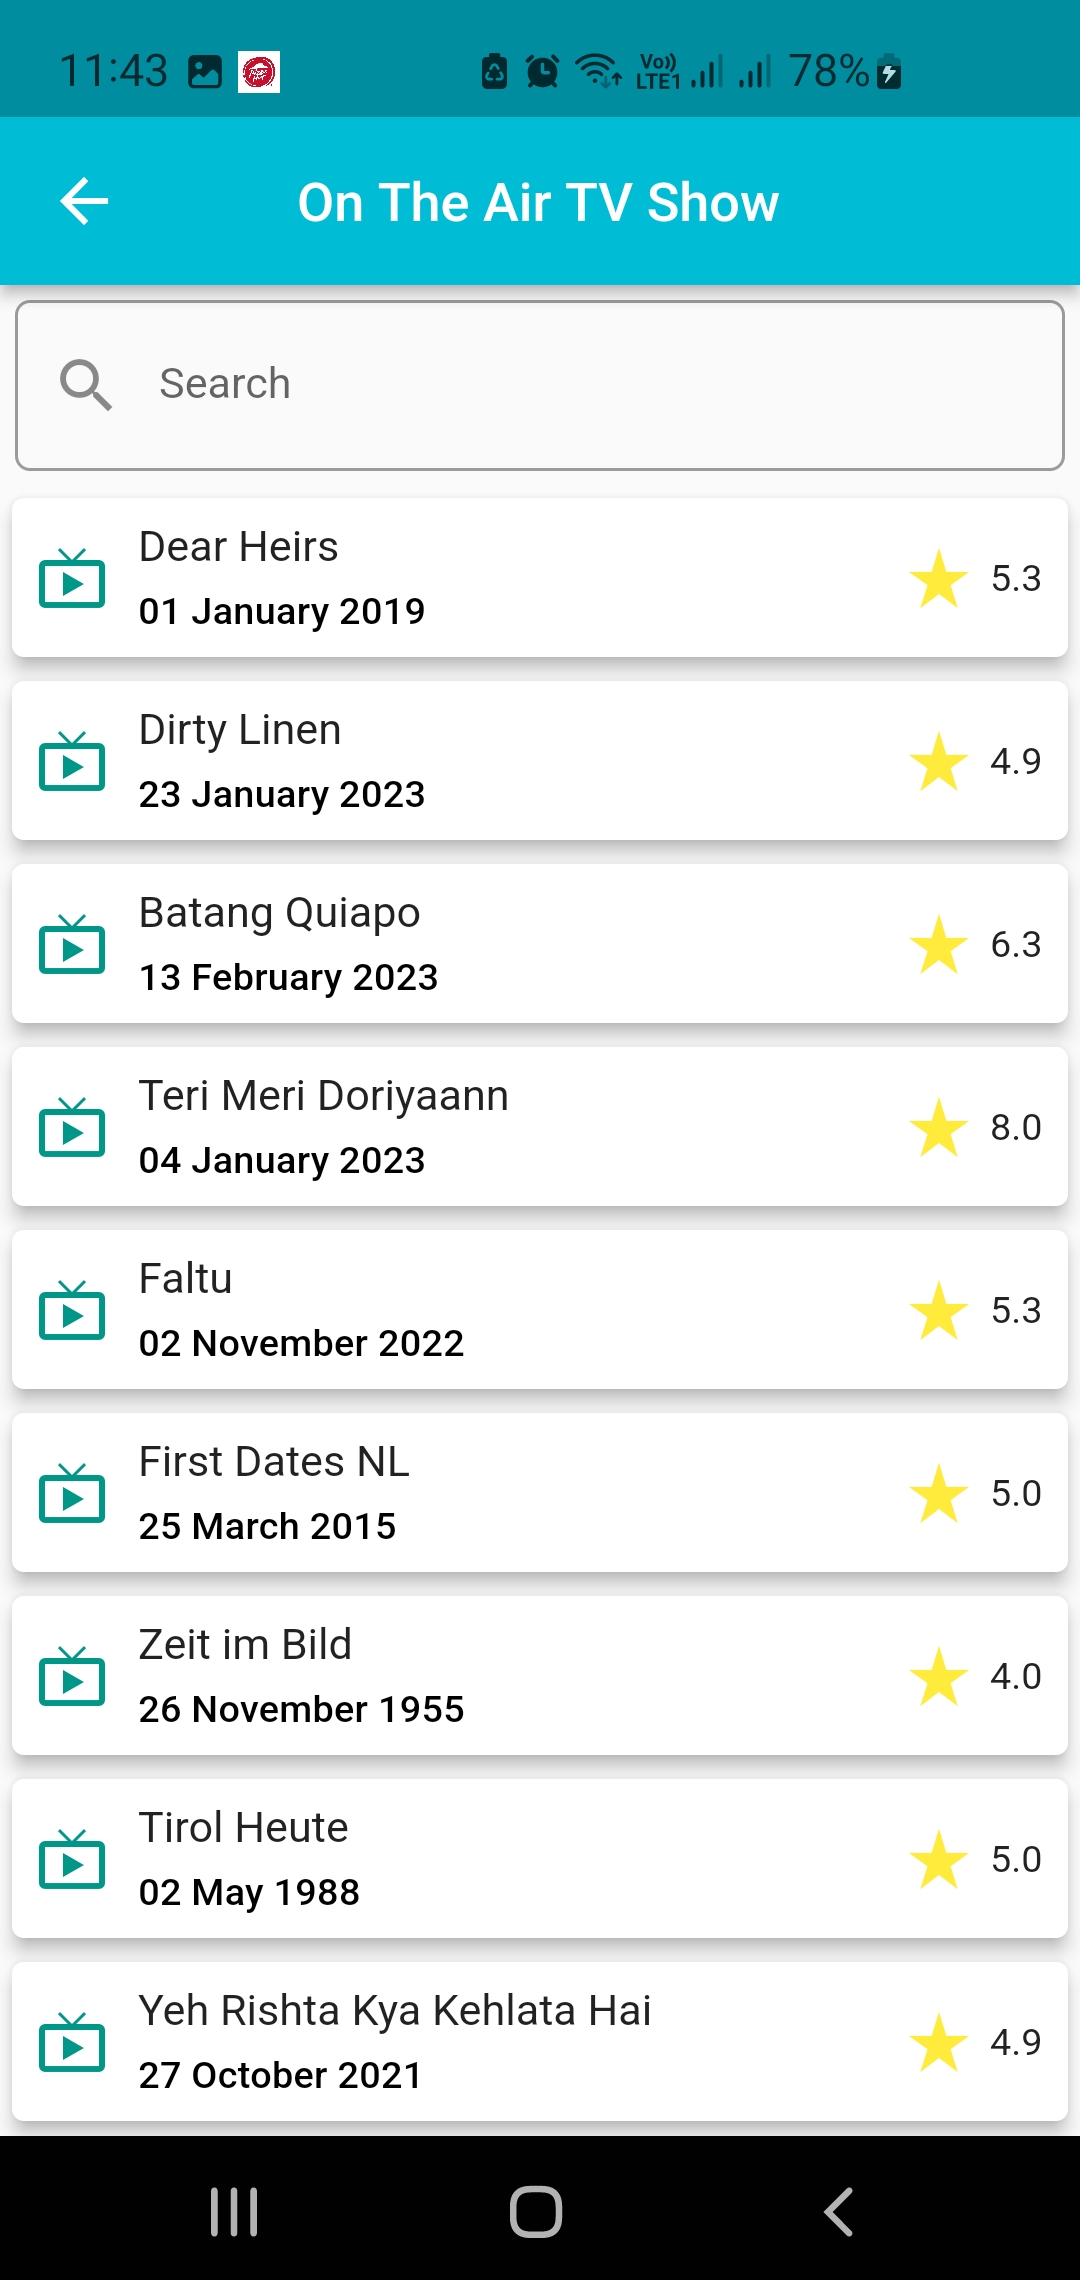 11:43
Vo)) LTE1
78%
On The Air TV Show
Search
Dear Heirs
01 January 2019
5.3
Dirty Linen
23 January 2023
4.9
Batang Quiapo
13 February 2023
6.3
Teri Meri Doriyaann
04 January 2023
8.0
Faltu
02 November 2022
5.3
First Dates NL
25 March 2015
5.0
Zeit im Bild
26 November 1955
4.0
Tirol Heute
02 May 1988
5.0
Yeh Rishta Kya Kehlata Hai
27 October 2021
4.9